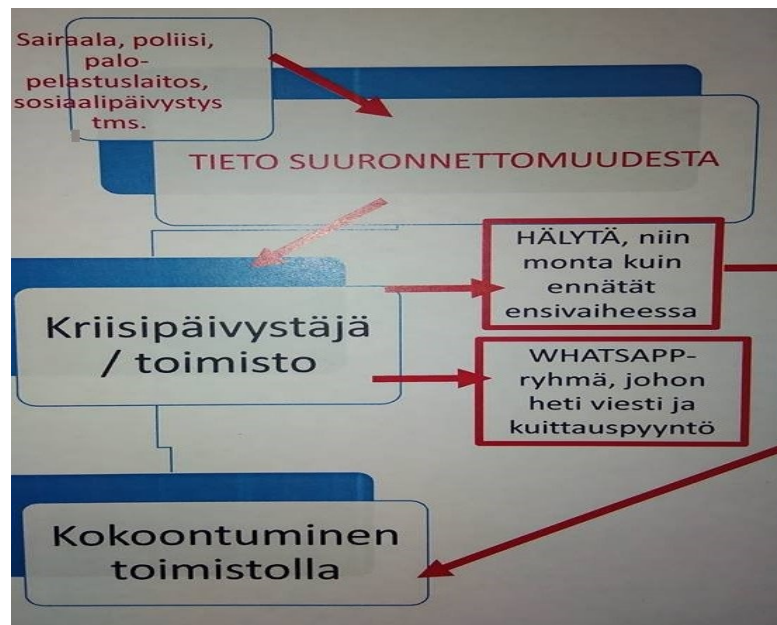 Sairaala, poliisi,
palo-
pelastuslaitos,
sosiaalipäivystys
tms.
TIETO SUURONNETTOMUUDESTA
HÄLYTÄ, niin
monta kuin
ennätät
ensivaiheessa
Kriisipäivystäjä
/ toimisto
WHATSAPP-
ryhmä, johon
heti viesti ja
kuittauspyyntö
Kokoontuminen
toimistolla